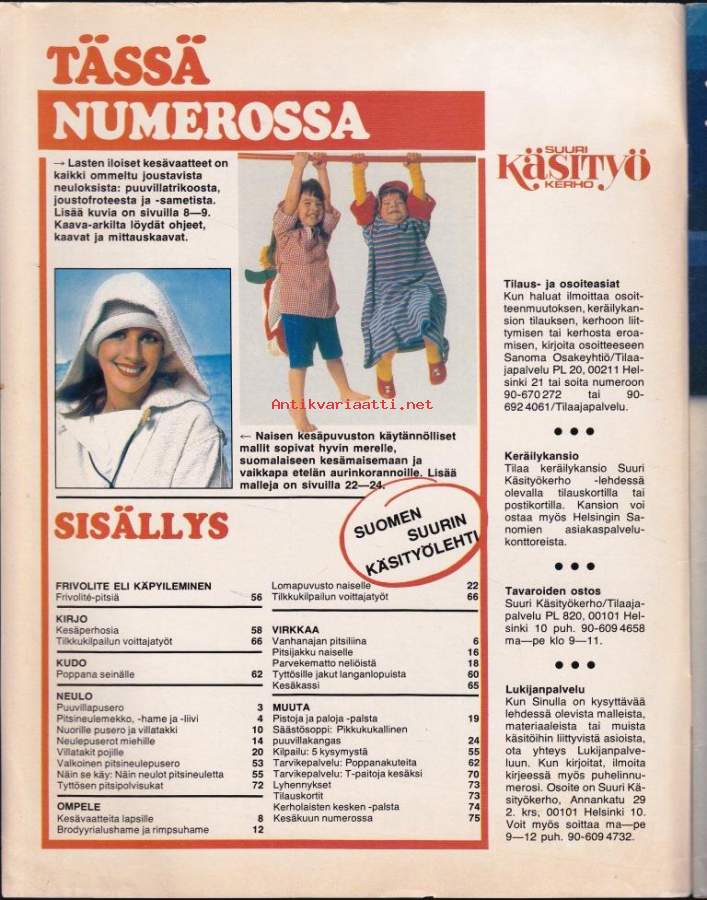 TÄSSÄ
NUMEROSSA
→ Lasten iloiset kesävaatteet on
kaikki ommeltu joustavista
neuloksista: puuvillatrikoosta,
joustofroteesta ja -sametista.
Lisää kuvia on sivuilla 8—9.
Kaava-arkilta löydät ohjeet,
kaavat ja mittauskaavat.
Antikvariaatti.net
← Naisen kesäpuvuston käytännölliset
mallit sopivat hyvin merelle,
suomalaiseen kesämaisemaan ja
vaikkapa etelän aurinkorannoille. Lisää
malleja on sivuilla 22—24.
SISÄLLYS
SUOMEN
SUURIN
KÄSITYÖLEHTI
FRIVOLITE ELI KÄPYILEMINEN
Frivolité-pitsiä 56
KIRJO
Kesäperhosia 58
Tilkkukilpailun voittajatyöt 66
KUDO
Poppana seinälle 62
NEULO
Puuvillapusero 3
Pitsineulemekko, -hame ja -liivi 4
Nuorille pusero ja villatakki 10
Neulepuserot miehille 14
Villatakit pojille 20
Valkoinen pitsineulepusero 53
Näin se käy: Näin neulot pitsineuletta 55
Tyttösen pitsipolvisukat 72
OMPELE
Kesävaatteita lapsille 8
Brodyyrialushame ja rimpsuhame 12
Lomapuvusto naiselle 22
Tilkkukilpailun voittajatyöt 66
VIRKKAA
Vanhanajan pitsiliina 6
Pitsijakku naiselle 16
Parvekematto neliöistä 18
Tyttösille jakut langanlopuista 60
Kesäkassi 65
MUUTA
Pistoja ja paloja -palsta 19
Säästösoppi: Pikkukukallinen
puuvillakangas 24
Kilpailu: 5 kysymystä 55
Tarvikepalvelu: Poppanakuteita 62
Tarvikepalvelu: T-paitoja kesäksi 70
Lyhennykset 73
Tilauskortit 73
Kerholaisten kesken -palsta 74
Kesäkuun numerossa 75
SUURI
KÄSITYÖ
KERHO
Tilaus- ja osoiteasiat
Kun haluat ilmoittaa osoit-
teenmuutoksen, keräilykan-
sion tilauksen, kerhoon liit-
tymisen tai kerhosta eroa-
misen, kirjoita osoitteeseen
Sanoma Osakeyhtiö/Tilaa-
japalvelu PL 20, 00211 Hel-
sinki 21 tai soita numeroon
90-670 272 tai 90-
692 4061/Tilaajapalvelu.
Keräilykansio
Tilaa keräilykansio Suuri
Käsityökerho -lehdessä
olevalla tilauskortilla tai
postikortilla. Kansion voi
ostaa myös Helsingin Sa-
nomien asiakaspalvelu-
konttoreista.
Tavaroiden ostos
Suuri Käsityökerho/Tilaaja-
palvelu PL 820, 00101 Hel-
sinki 10 puh. 90-609 4658
ma—pe klo 9—11.
Lukijanpalvelu
Kun Sinulla on kysyttävää
lehdessä olevista malleista,
materiaaleista tai muista
käsitöihin liittyvistä asioista,
ota yhteys Lukijanpalve-
luun. Kun kirjoitat, ilmoita
kirjeessä myös puhelinnu-
merosi. Osoite on Suuri Kä-
sityökerho, Annankatu 29
2. krs, 00101 Helsinki 10.
Voit myös soittaa ma—pe
9—12 puh. 90-609 4732.